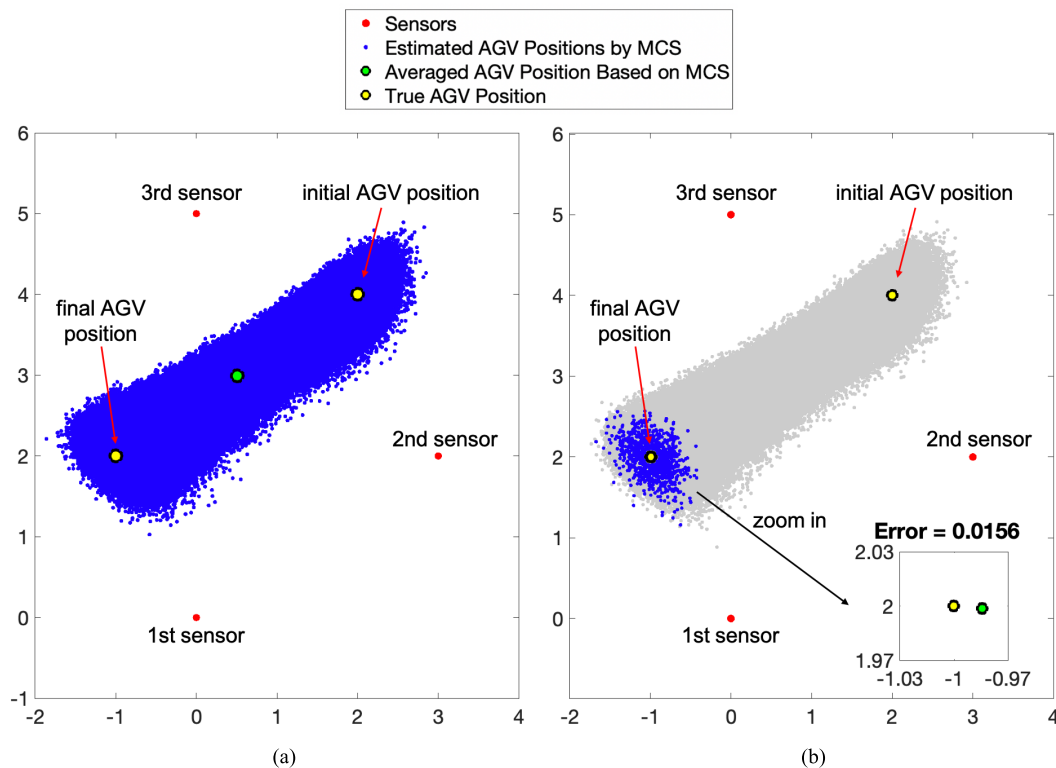 Sensors
Estimated AGV Positions by MCS
Averaged AGV Position Based on MCS
True AGV Position
6
5
4
3
2
1
0
-1
-2
-1
0
1
2
3
4
3rd sensor
initial AGV position
final AGV
position
2nd sensor
1st sensor
(a)
6
5
4
3
2
1
0
-1
-2
-1
0
1
2
3
4
3rd sensor
initial AGV position
final AGV
position
2nd sensor
zoom in
Error = 0.0156
2.03
2
1.97
-1.03
-1
-0.97
1st sensor
(b)